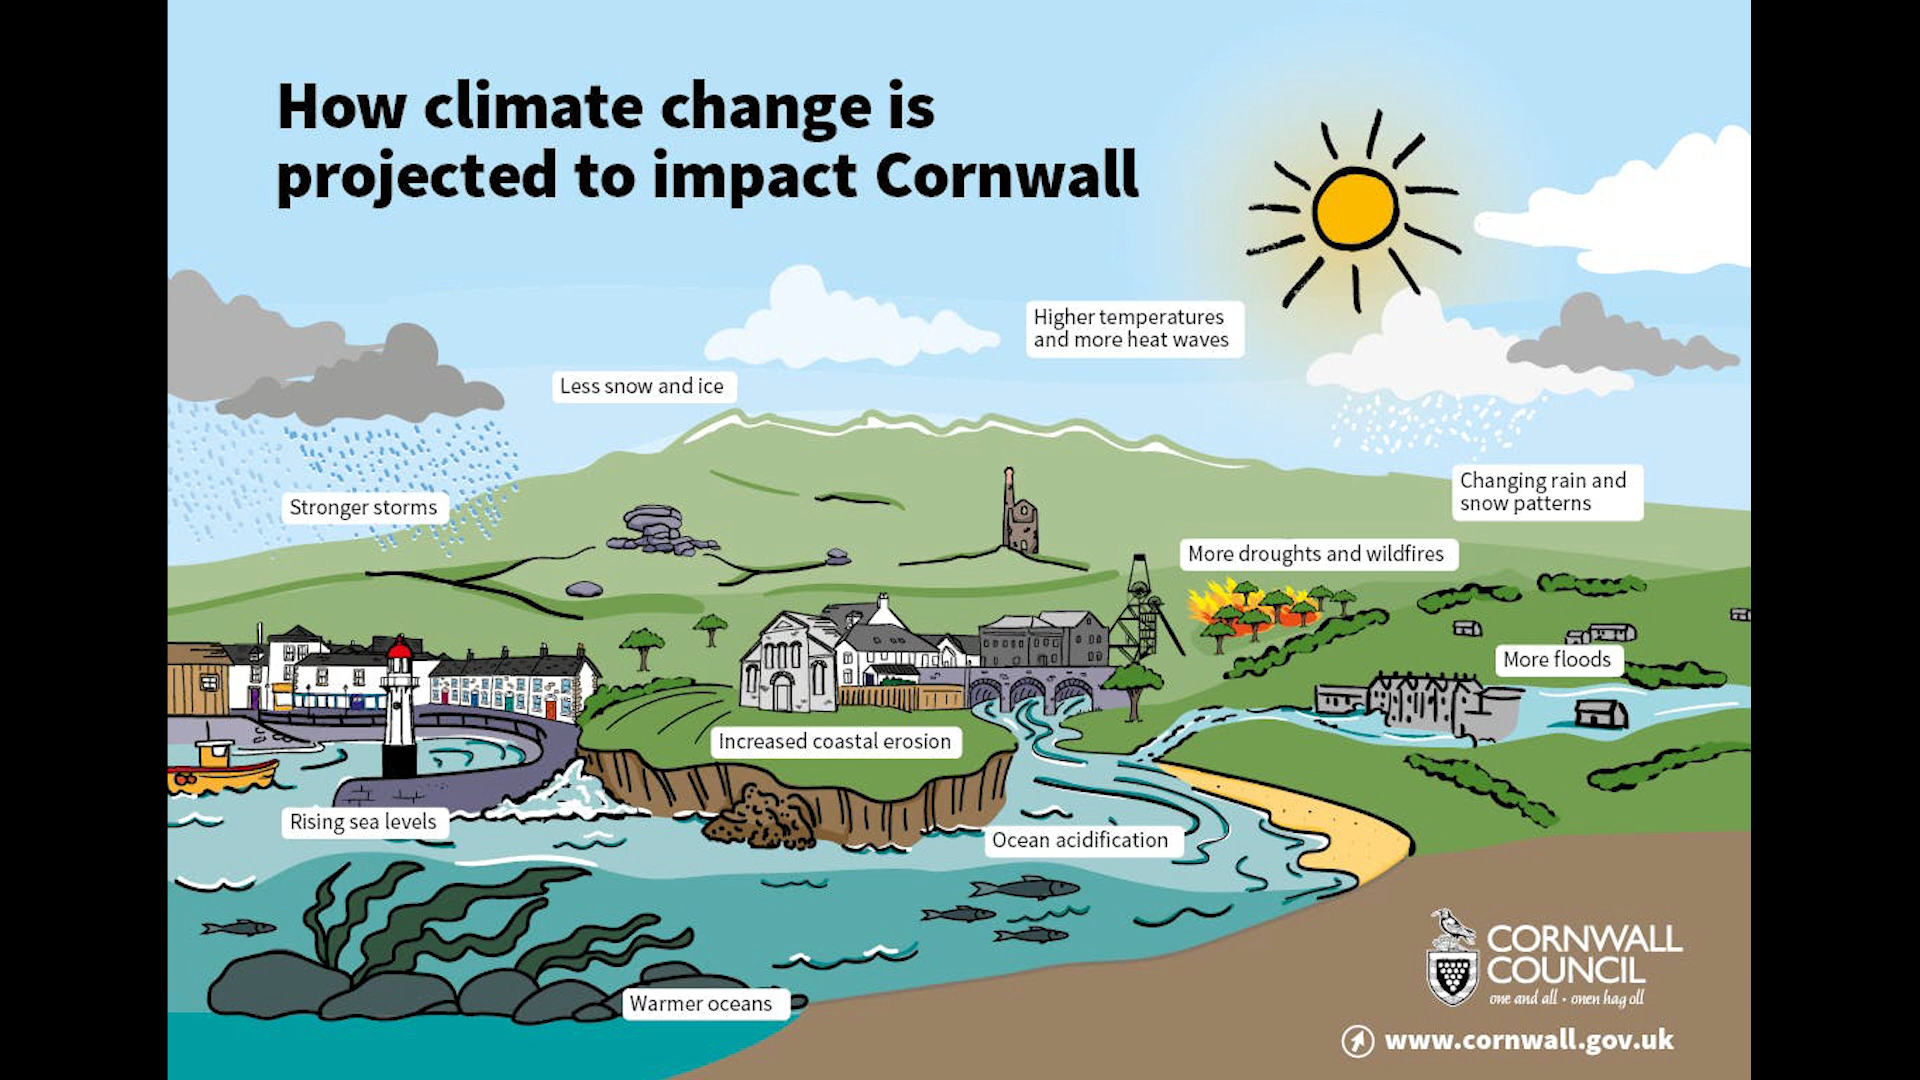 How climate change is
projected to impact Cornwall
Higher temperatures
and more heat waves
Less snow and ice
Stronger storms
Changing rain and
snow patterns
More droughts and wildfires
More floods
Increased coastal erosion
Rising sea levels
Ocean acidification
Warmer oceans
CORNWALL
COUNCIL
one and all • onen hag oll
www.cornwall.gov.uk